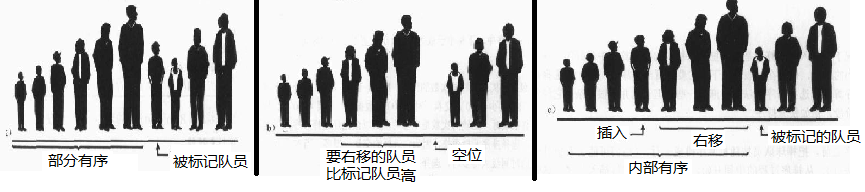 a)
部分有序
被标记队员
b)
要右移的队员
比标记队员高
空位
c)
插入
右移
被标记的队员
内部有序